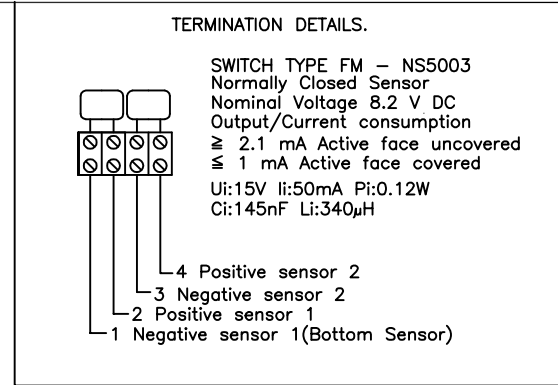 TERMINATION DETAILS.
SWITCH TYPE FM – NS5003
Normally Closed Sensor
Nominal Voltage 8.2 V DC
Output/Current consumption
≧ 2.1 mA Active face uncovered
≦ 1 mA Active face covered
Ui:15V Ii:50mA Pi:0.12W
Ci:145nF Li:340µH
4 Positive sensor 2
3 Negative sensor 2
2 Positive sensor 1
1 Negative sensor 1(Bottom Sensor)